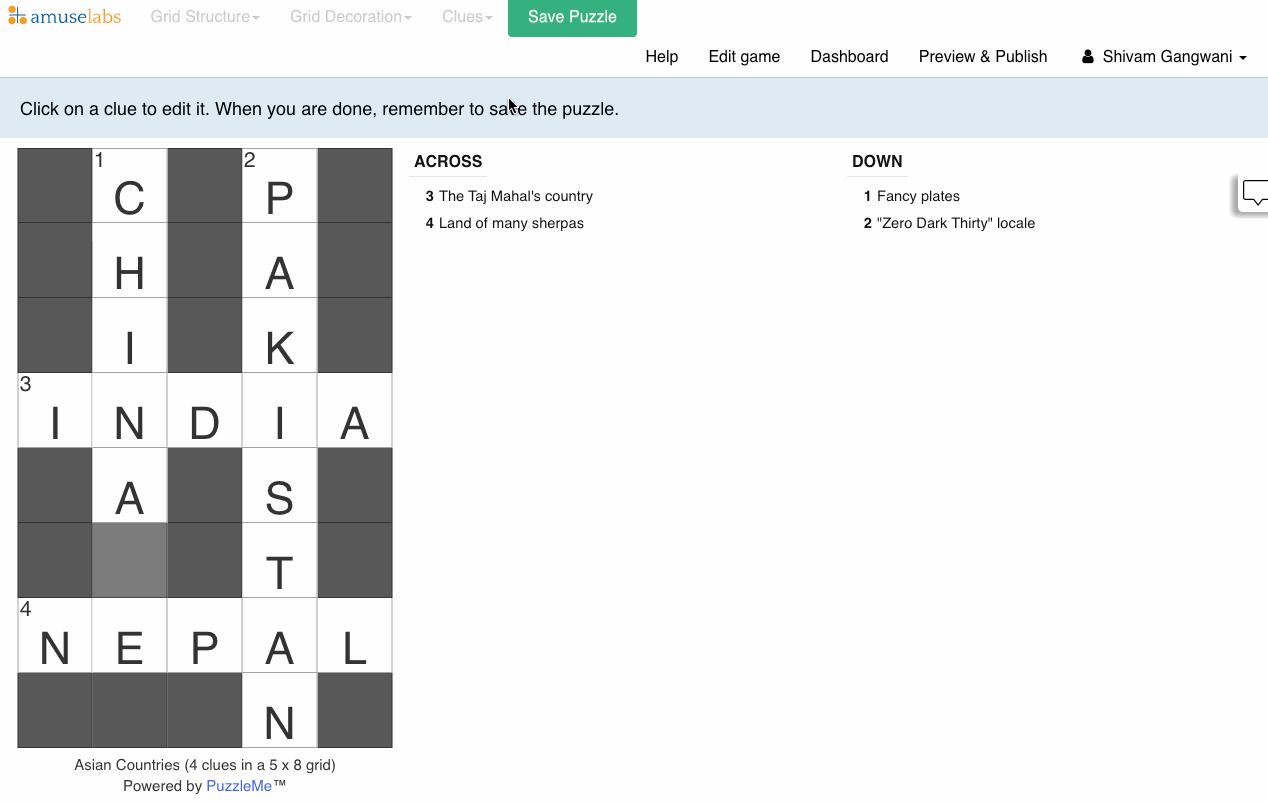 amuselabs Grid Structure Grid Decoration Clues Save Puzzle
Help Edit game Dashboard Preview & Publish Shivam Gangwani
Click on a clue to edit it. When you are done, remember to save the puzzle.
1 C 2 P
H A
I K
3 I N D I A
A S
T
4 N E P A L
N
Asian Countries (4 clues in a 5 x 8 grid)
Powered by PuzzleMe™
ACROSS
3 The Taj Mahal's country
4 Land of many sherpas
DOWN
1 Fancy plates
2 "Zero Dark Thirty" locale